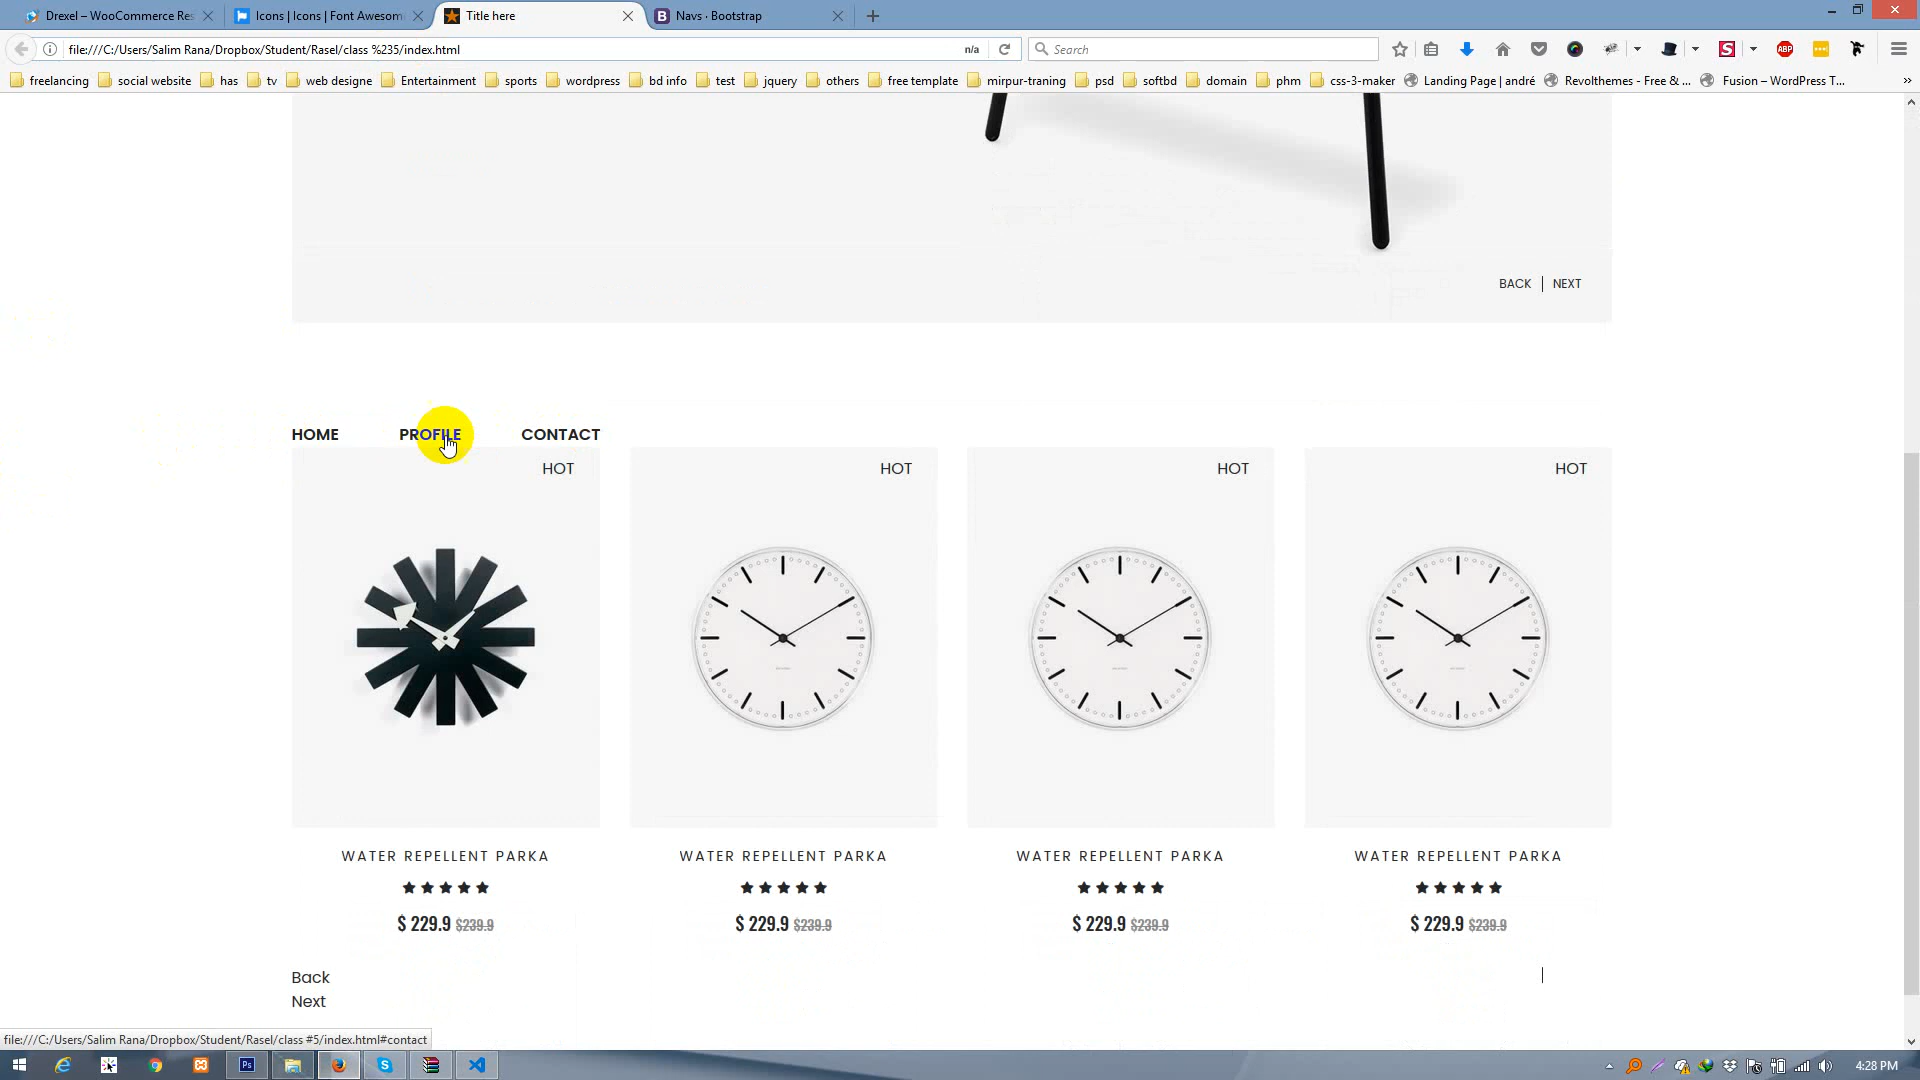 Drexel – WooCommerce Res
Icons | Icons | Font Awesom
Title here
Navs · Bootstrap
file:///C:/Users/Salim Rana/Dropbox/Student/Rasel/class %235/index.html
n/a
Search
freelancing social website has tv web designe Entertainment sports wordpress bd info test jquery others free template mirpur-traning psd softbd domain phm css-3-maker Landing Page | andré Revolthemes - Free & ... Fusion – WordPress T...
BACK | NEXT
HOME PROFILE CONTACT
HOT HOT HOT HOT
WATER REPELLENT PARKA WATER REPELLENT PARKA WATER REPELLENT PARKA WATER REPELLENT PARKA
$ 229.9 $239.9 $ 229.9 $239.9 $ 229.9 $239.9 $ 229.9 $239.9
Back
Next
file:///C:/Users/Salim Rana/Dropbox/Student/Rasel/class #5/index.html#contact
4:28 PM